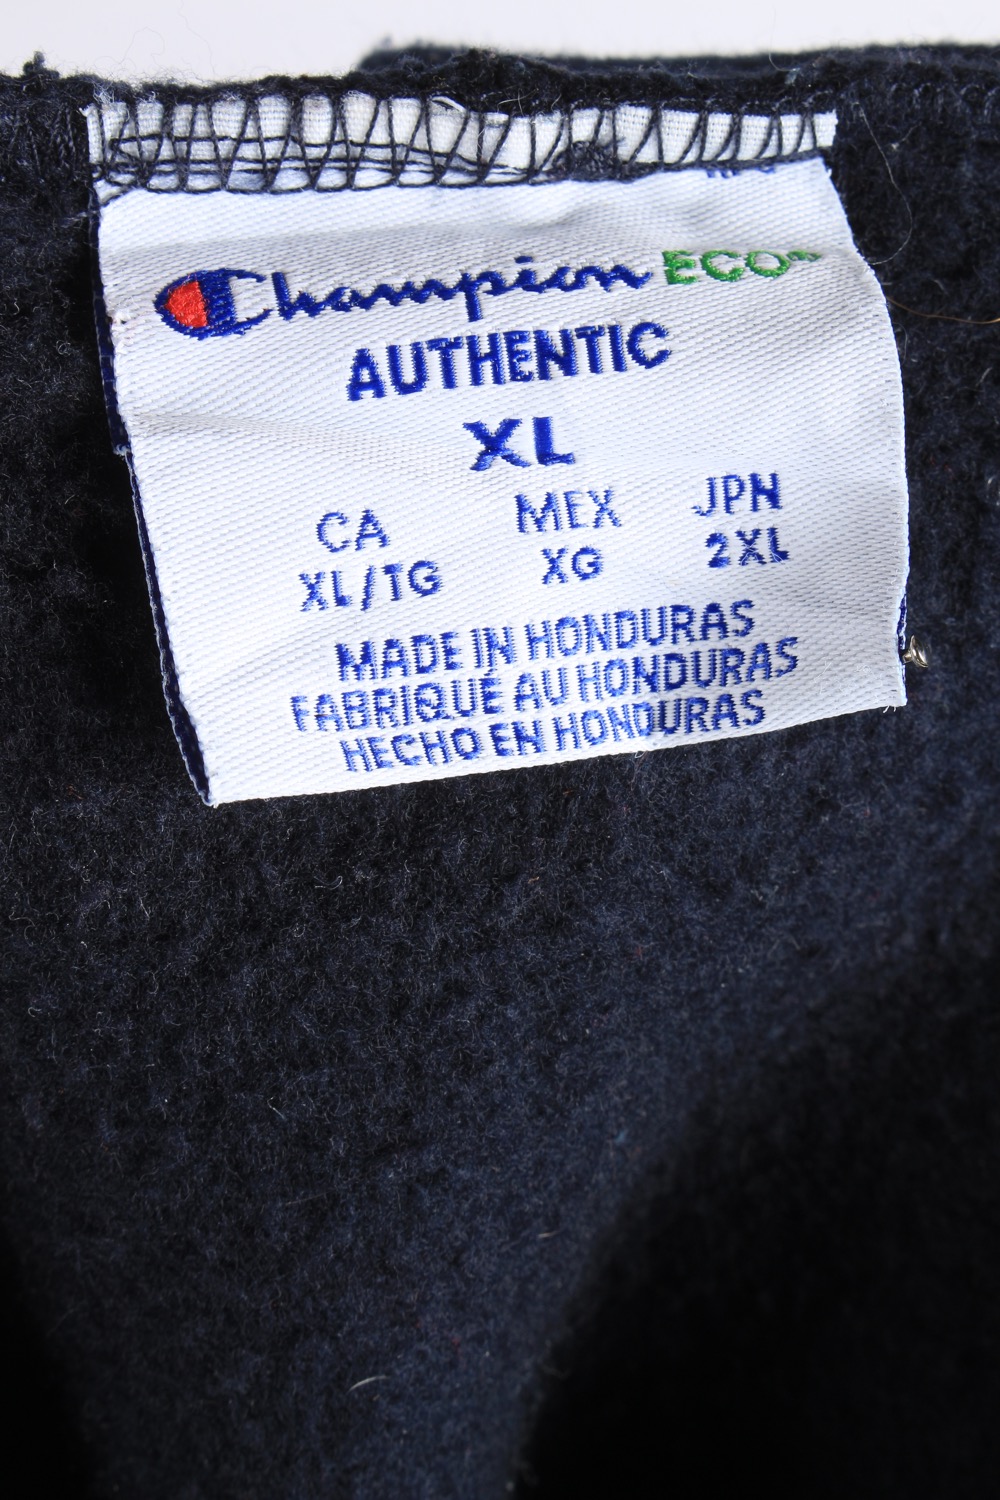 Champion ECO
AUTHENTIC
XL
CA MEX JPN
XL/TG XG 2XL
MADE IN HONDURAS
FABRIQUÉ AU HONDURAS
HECHO EN HONDURAS